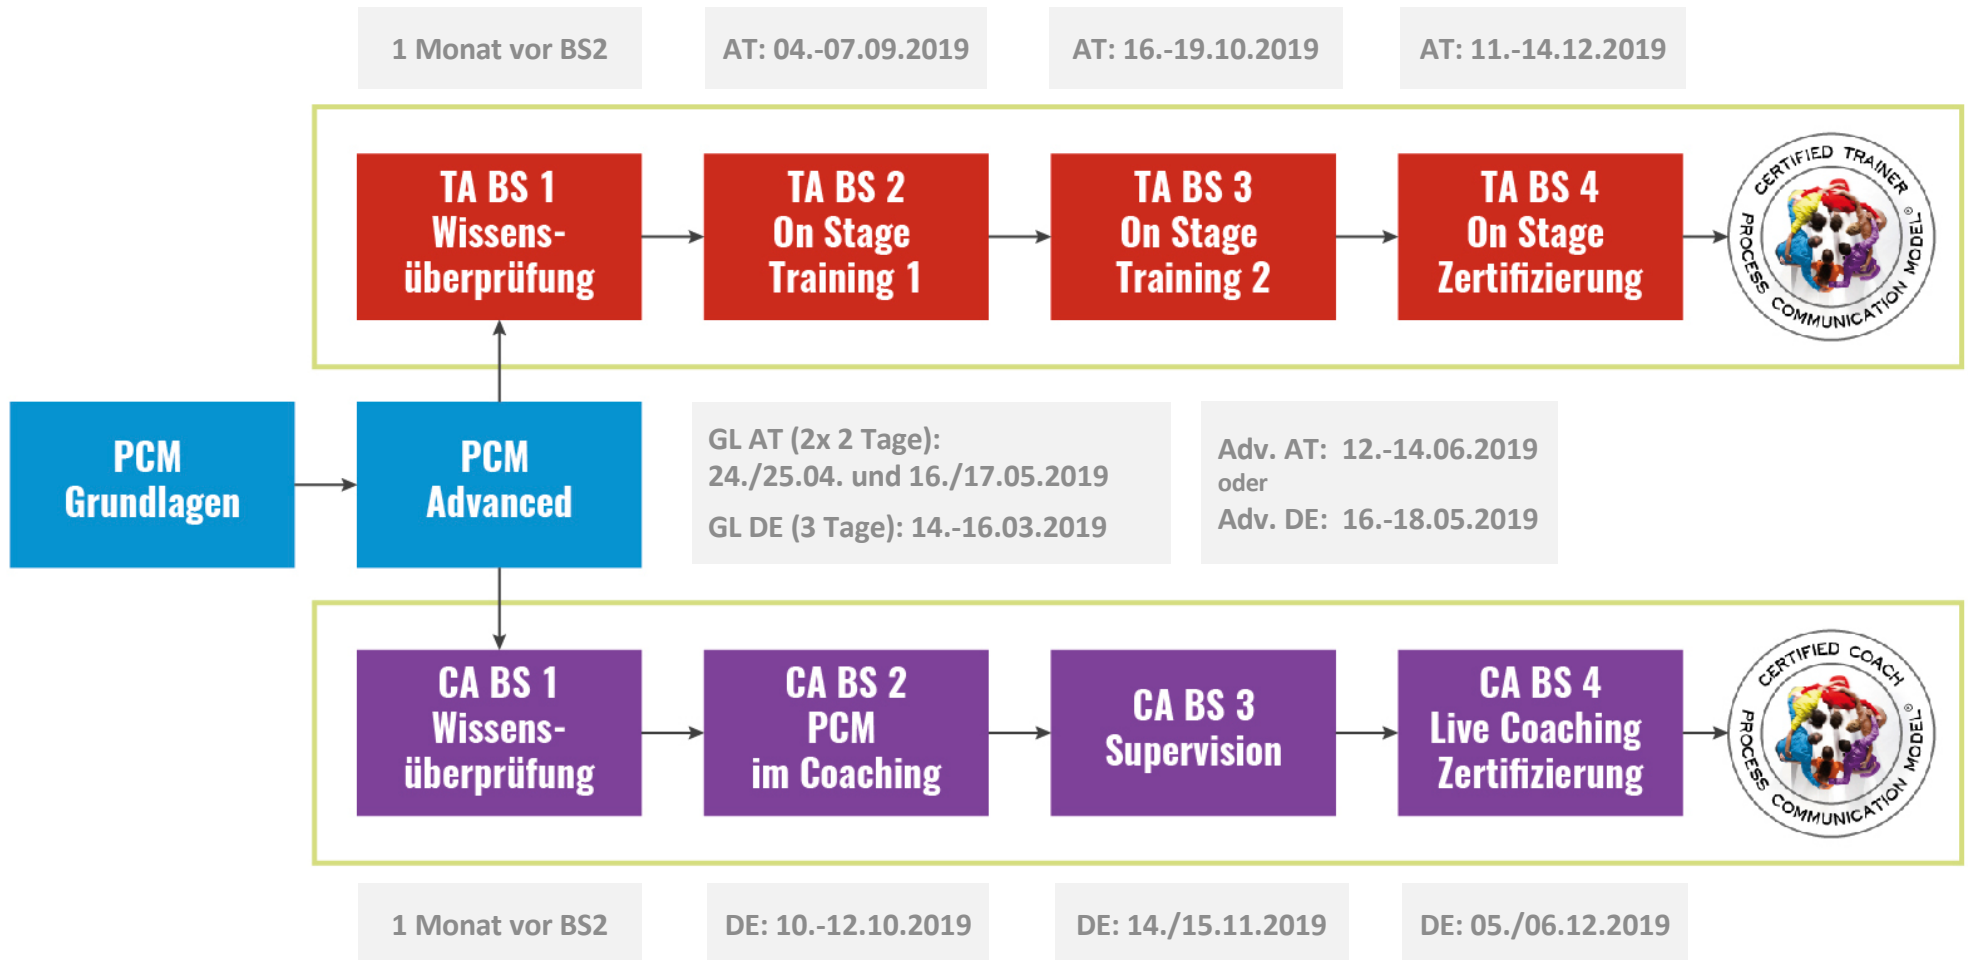 1 Monat vor BS2
AT: 04.-07.09.2019
AT: 16.-19.10.2019
AT: 11.-14.12.2019
TA BS 1
Wissens-
überprüfung
TA BS 2
On Stage
Training 1
TA BS 3
On Stage
Training 2
TA BS 4
On Stage
Zertifizierung
CERTIFIED TRAINER
PROCESS COMMUNICATION MODEL®
PCM
Grundlagen
PCM
Advanced
GL AT (2x 2 Tage):
24./25.04. und 16./17.05.2019
GL DE (3 Tage): 14.-16.03.2019
Adv. AT: 12.-14.06.2019
oder
Adv. DE: 16.-18.05.2019
CA BS 1
Wissens-
überprüfung
CA BS 2
PCM
im Coaching
CA BS 3
Supervision
CA BS 4
Live Coaching
Zertifizierung
CERTIFIED COACH
PROCESS COMMUNICATION MODEL®
1 Monat vor BS2
DE: 10.-12.10.2019
DE: 14./15.11.2019
DE: 05./06.12.2019